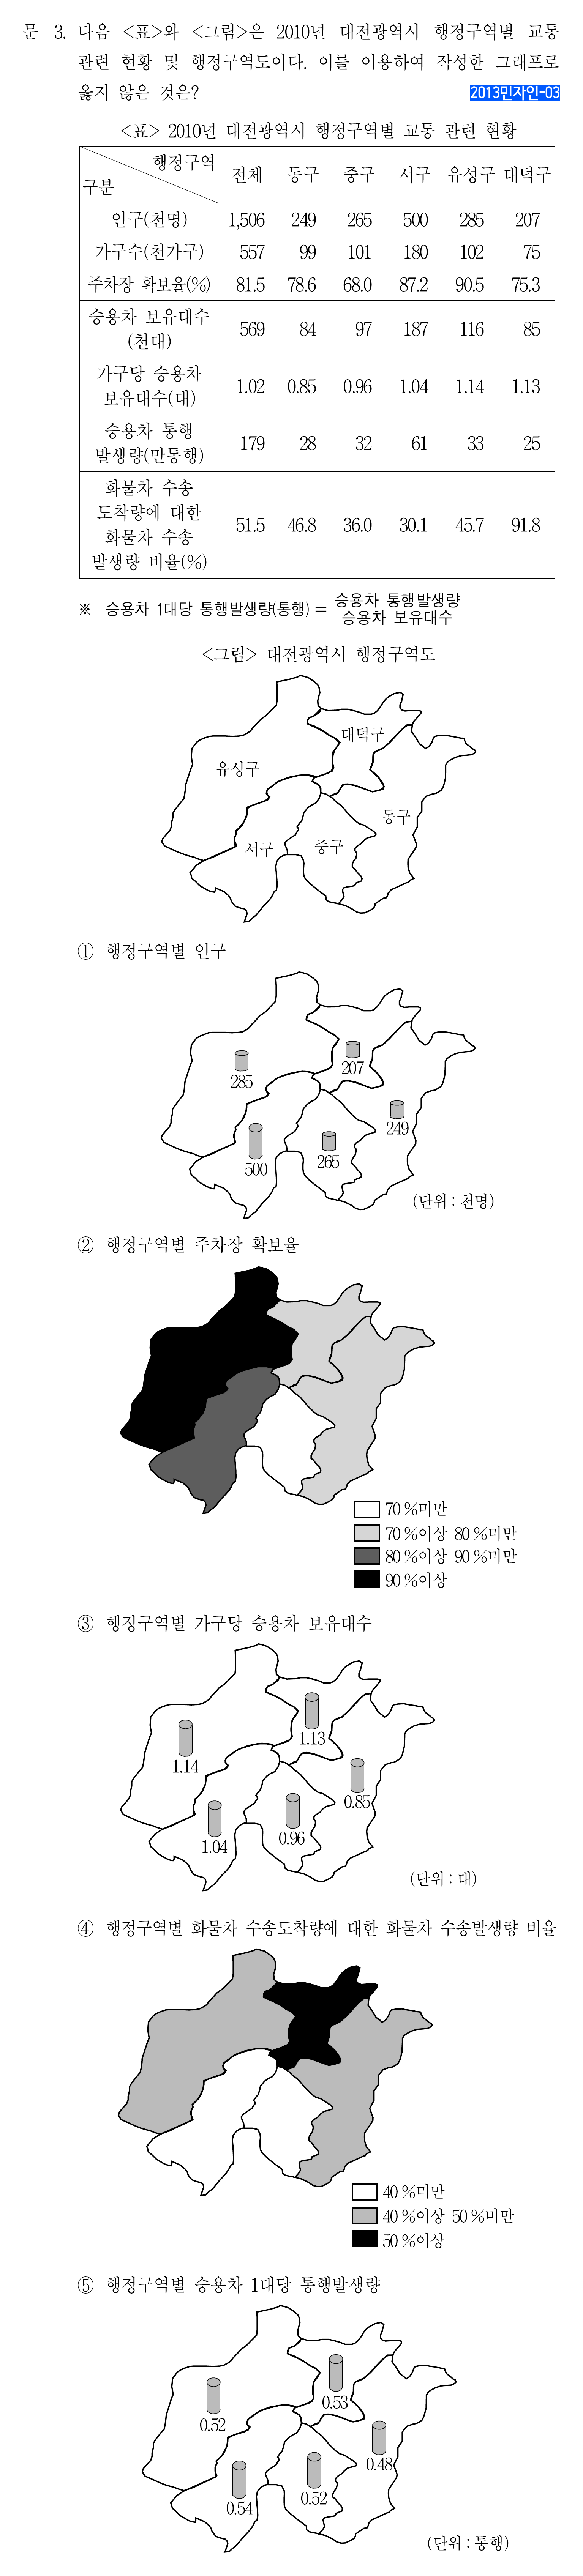 문 3. 다음 <표>와 <그림>은 2010년 대전광역시 행정구역별 교통
관련 현황 및 행정구역도이다. 이를 이용하여 작성한 그래프로
옳지 않은 것은?
2013민자인-03
<표> 2010년 대전광역시 행정구역별 교통 관련 현황
행정구역
구분
전체 동구 중구 서구 유성구 대덕구
인구(천명) 1,506 249 265 500 285 207
가구수(천가구) 557 99 101 180 102 75
주차장 확보율(%) 81.5 78.6 68.0 87.2 90.5 75.3
승용차 보유대수
(천대)
569 84 97 187 116 85
가구당 승용차
보유대수(대)
1.02 0.85 0.96 1.04 1.14 1.13
승용차 통행
발생량(만통행)
179 28 32 61 33 25
화물차 수송
도착량에 대한
화물차 수송
발생량 비율(%)
51.5 46.8 36.0 30.1 45.7 91.8
※ 승용차 1대당 통행발생량(통행) = 승용차 통행발생량
승용차 보유대수
<그림> 대전광역시 행정구역도
대덕구
유성구
동구
서구
중구
① 행정구역별 인구
207
285
249
265
500
(단위 : 천명)
② 행정구역별 주차장 확보율
70 %미만
70 %이상 80 %미만
80 %이상 90 %미만
90 %이상
③ 행정구역별 가구당 승용차 보유대수
1.13
1.14
0.85
0.96
1.04
(단위 : 대)
④ 행정구역별 화물차 수송도착량에 대한 화물차 수송발생량 비율
40 %미만
40 %이상 50 %미만
50 %이상
⑤ 행정구역별 승용차 1대당 통행발생량
0.53
0.52
0.48
0.52
0.54
(단위 : 통행)